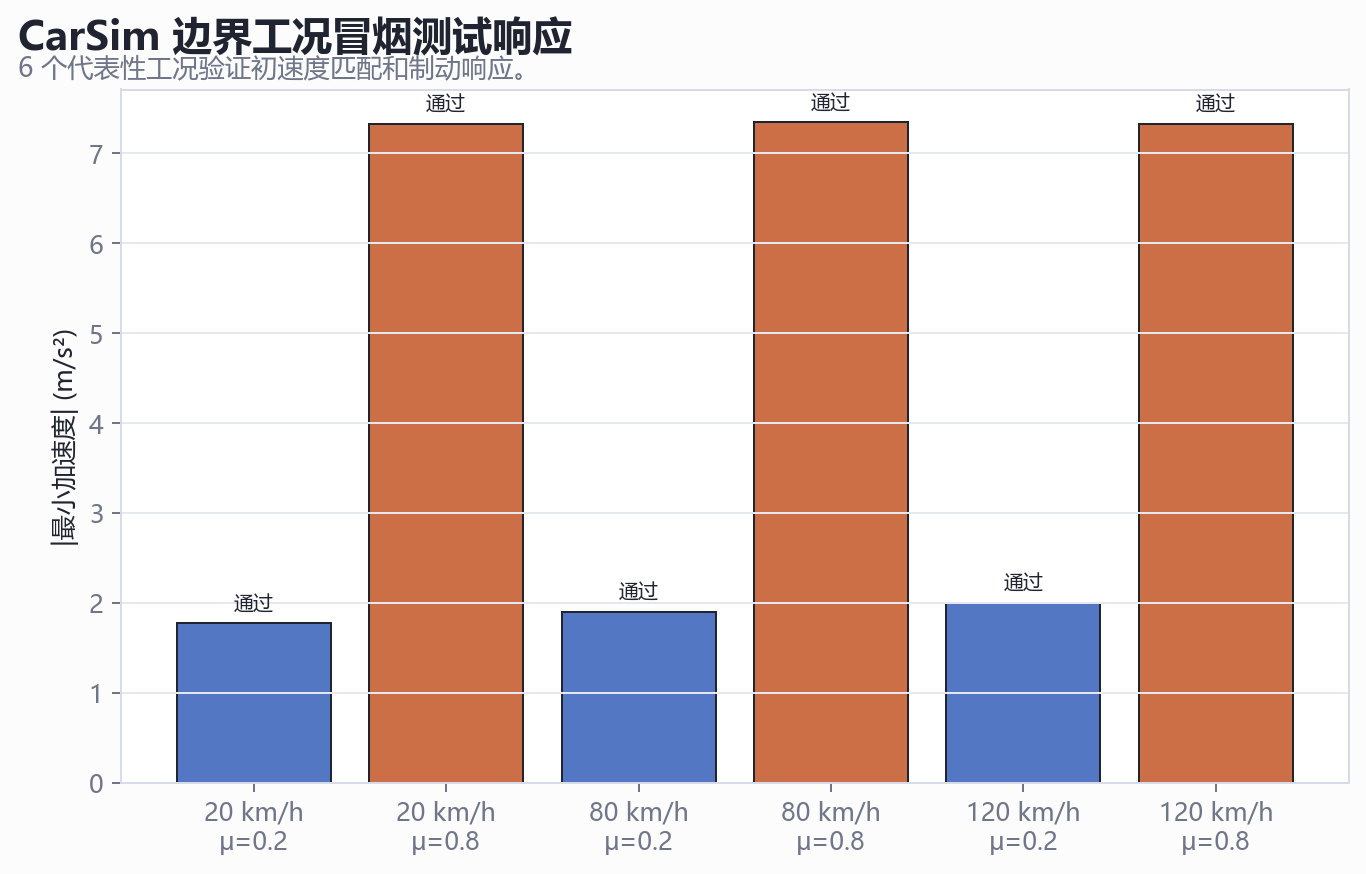 CarSim 边界工况冒烟测试响应
6 个代表性工况验证初速度匹配和制动响应。
|最小加速度| (m/s²)
7
6
5
4
3
2
1
0
通过
通过
通过
通过
通过
通过
20 km/h
μ=0.2
20 km/h
μ=0.8
80 km/h
μ=0.2
80 km/h
μ=0.8
120 km/h
μ=0.2
120 km/h
μ=0.8